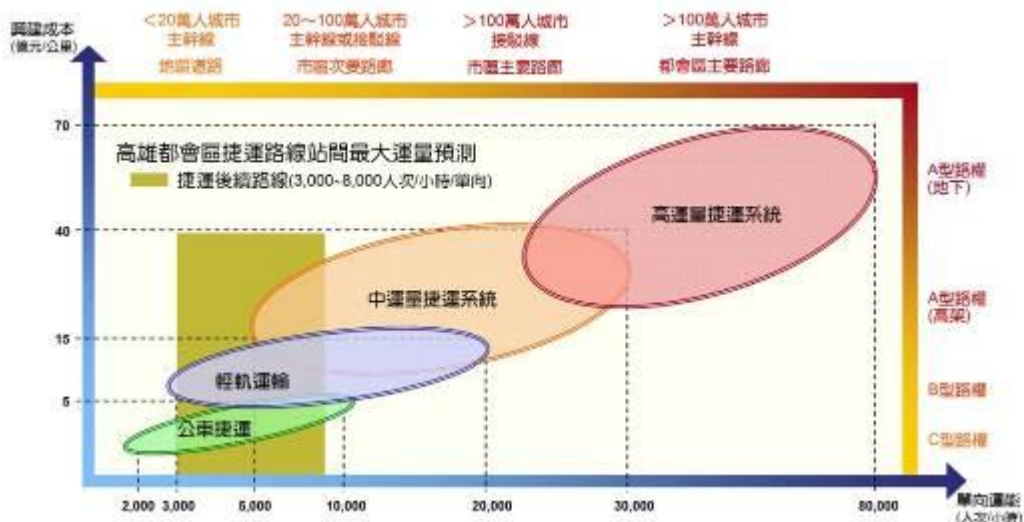 興建成本
(億元/公里)
<20萬人城市
主幹線
地區道路
20～100萬人城市
主幹線或接駁線
市區次要路廊
>100萬人城市
接駁線
市區主要路廊
>100萬人城市
主幹線
都會區主要路廊
70
高雄都會區捷運路線站間最大運量預測
捷運後續路線(3,000~8,000人次/小時/單向)
A型路權
(地下)
高運量捷運系統
40
中運量捷運系統
A型路權
(高架)
15
輕軌運輸
B型路權
5
公車捷運
C型路權
2,000
3,000
5,000
10,000
20,000
30,000
80,000
單向運能
(人次/小時)